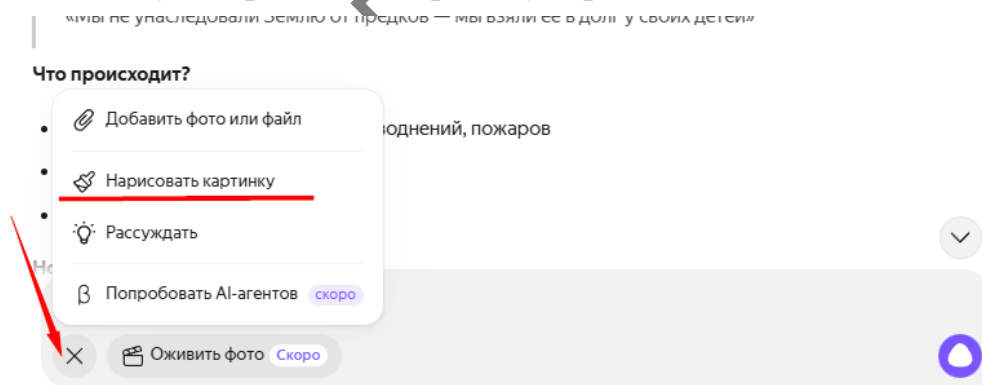 «Мы не унаследовали Землю от предков — мы взяли её в долг у своих детей»
Что происходит?
Добавить фото или файл
воднений, пожаров
Нарисовать картинку
Рассуждать
Но
Попробовать AI-агентов скоро
Оживить фото Скоро